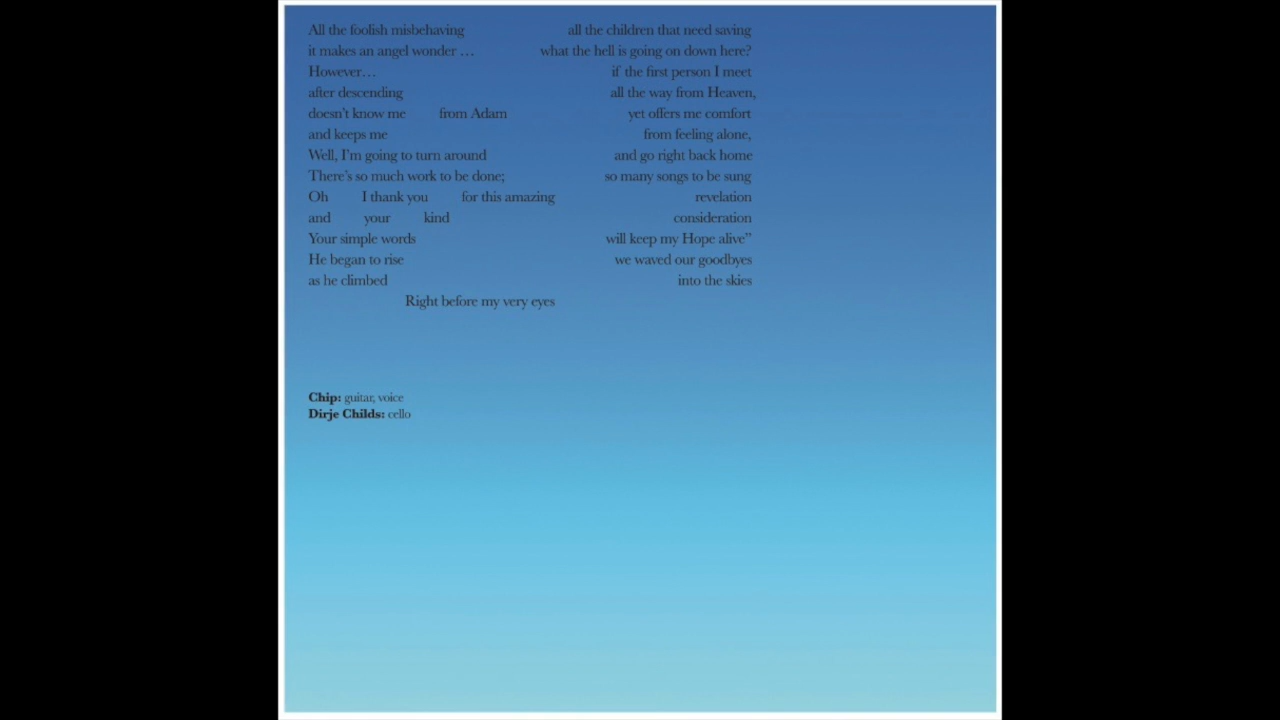 All the foolish misbehaving all the children that need saving
it makes an angel wonder … what the hell is going on down here?
However… if the first person I meet
after descending all the way from Heaven,
doesn't know me from Adam yet offers me comfort
and keeps me from feeling alone,
Well, I'm going to turn around and go right back home
There's so much work to be done; so many songs to be sung
Oh I thank you for this amazing revelation
and your kind consideration
Your simple words will keep my Hope alive”
He began to rise we waved our goodbyes
as he climbed into the skies
Right before my very eyes
Chip: guitar, voice
Dirje Childs: cello